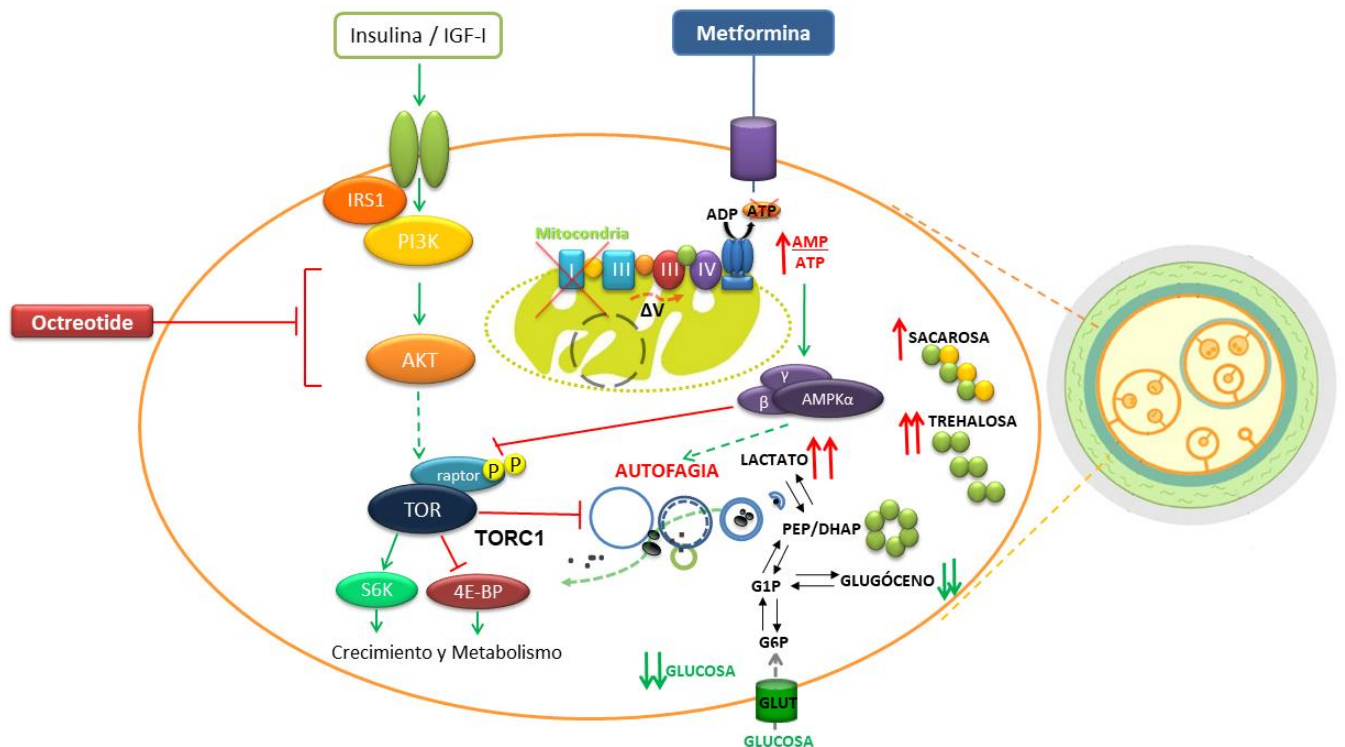 Insulina / IGF-I
Metformina
IRS1
PI3K
ADP
ATP
Mitocondria
I
III
III
IV
AMP
ATP
ΔV
Octreotide
AKT
SACAROSA
γ
β
AMPKα
TREHALOSA
raptor
P
P
AUTOFAGIA
LACTATO
TOR
TORC1
PEP/DHAP
S6K
4E-BP
G1P
GLUGÓCENO
Crecimiento y Metabolismo
G6P
GLUCOSA
GLUT
GLUCOSA